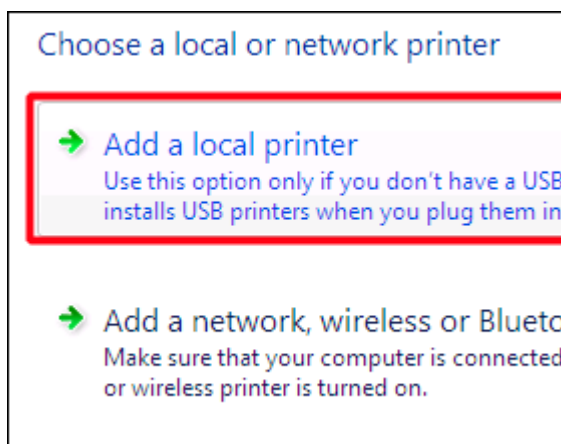 Choose a local or network printer
Add a local printer
Use this option only if you don't have a USB
installs USB printers when you plug them in
Add a network, wireless or Blueto
Make sure that your computer is connected
or wireless printer is turned on.